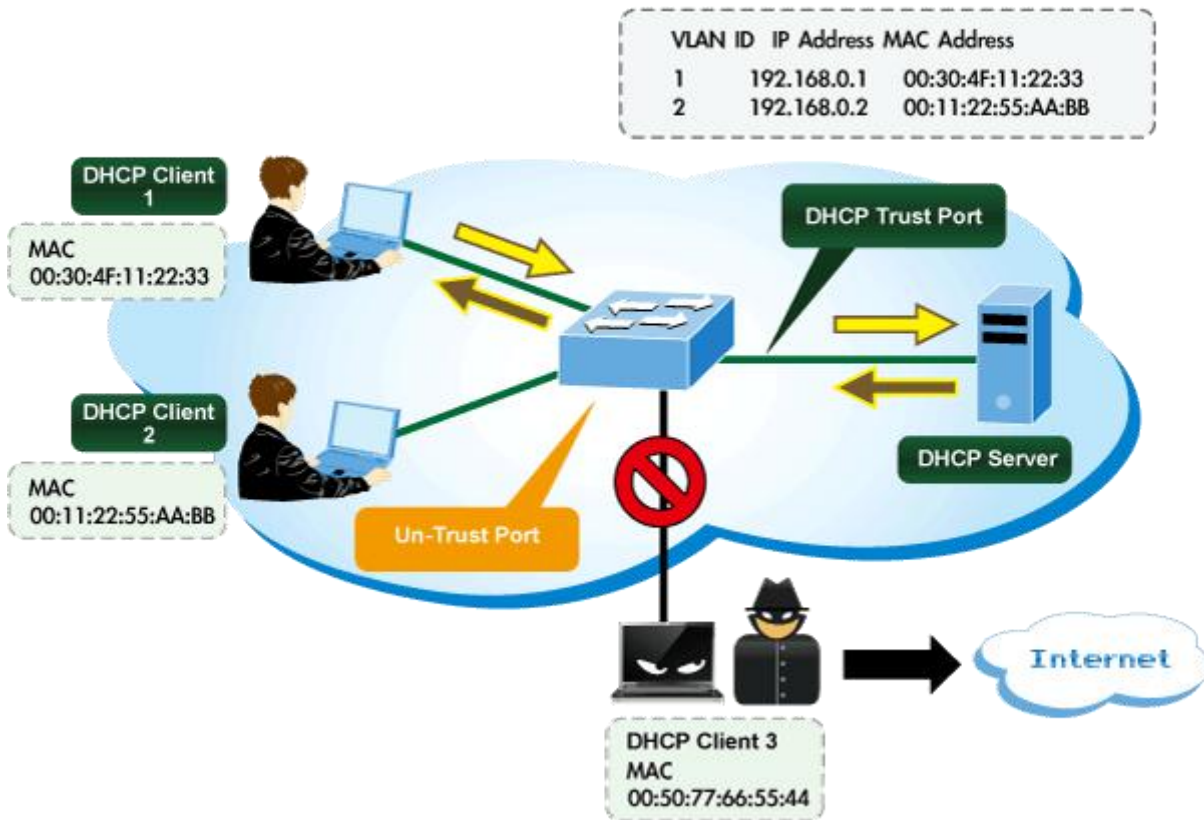 VLAN ID IP Address MAC Address
1 192.168.0.1 00:30:4F:11:22:33
2 192.168.0.2 00:11:22:55:AA:BB
DHCP Client
1
MAC
00:30:4F:11:22:33
DHCP Trust Port
DHCP Client
2
MAC
00:11:22:55:AA:BB
DHCP Server
Un-Trust Port
Internet
DHCP Client 3
MAC
00:50:77:66:55:44